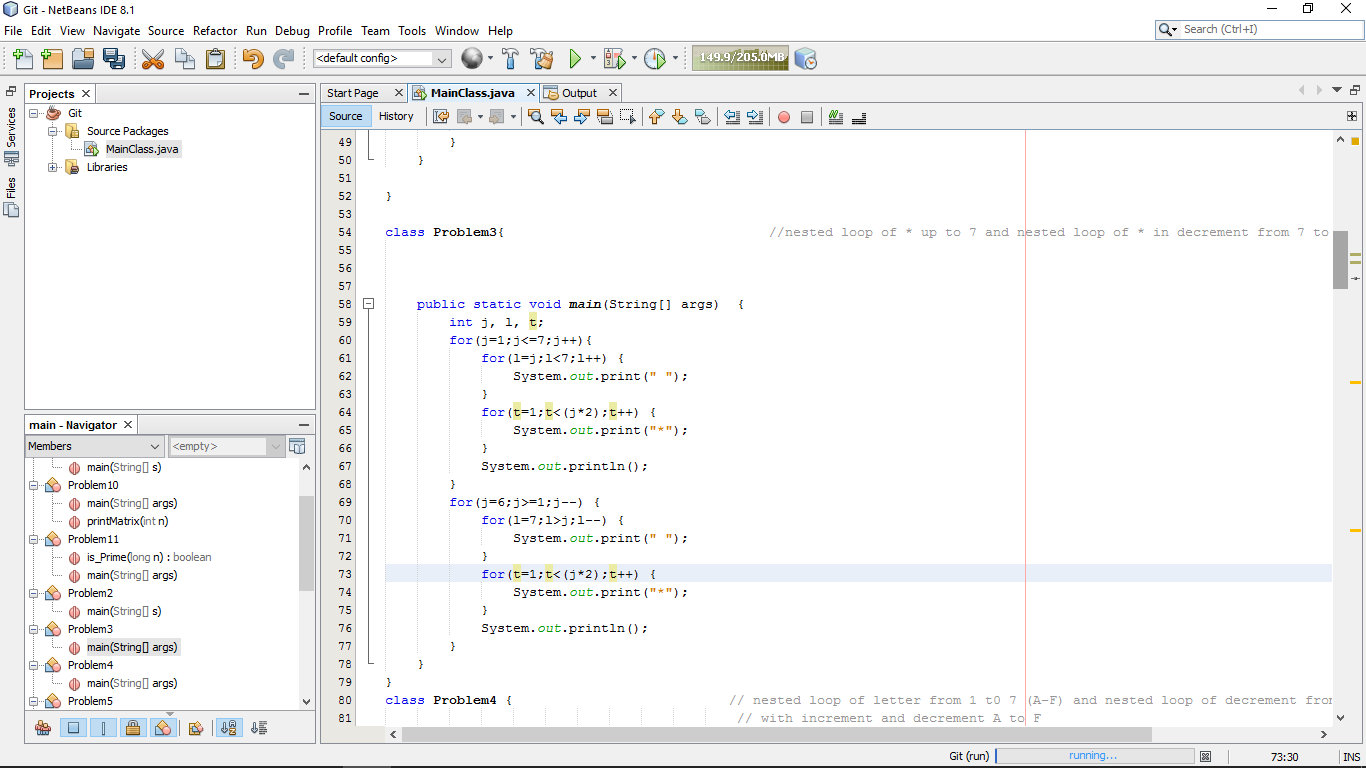 Git - NetBeans IDE 8.1
File Edit View Navigate Source Refactor Run Debug Profile Team Tools Window Help
Search (Ctrl+I)
<default config>
149.9/205.0MB
Services
Files
Projects
Git
Source Packages
MainClass.java
Libraries
main - Navigator
Members
<empty>
main(String[] s)
Problem10
main(String[] args)
printMatrix(int n)
Problem11
is_Prime(long n) : boolean
main(String[] args)
Problem2
main(String[] s)
Problem3
main(String[] args)
Problem4
main(String[] args)
Problem5
Start Page MainClass.java Output
Source History
49 }
50 }
51
52 }
53
54 class Problem3{ //nested loop of * up to 7 and nested loop of * in decrement from 7 to
55
56
57
58 public static void main(String[] args) {
59 int j, l, t;
60 for(j=1;j<=7;j++){
61 for(l=j;l<7;l++) {
62 System.out.print(" ");
63 }
64 for(t=1;t<(j*2);t++) {
65 System.out.print("*");
66 }
67 System.out.println();
68 }
69 for(j=6;j>=1;j--) {
70 for(l=7;l>j;l--) {
71 System.out.print(" ");
72 }
73 for(t=1;t<(j*2);t++) {
74 System.out.print("*");
75 }
76 System.out.println();
77 }
78 }
79 }
80 class Problem4 { // nested loop of letter from 1 t0 7 (A-F) and nested loop of decrement fro
81 // with increment and decrement A to F
Git (run) running... 73:30 INS